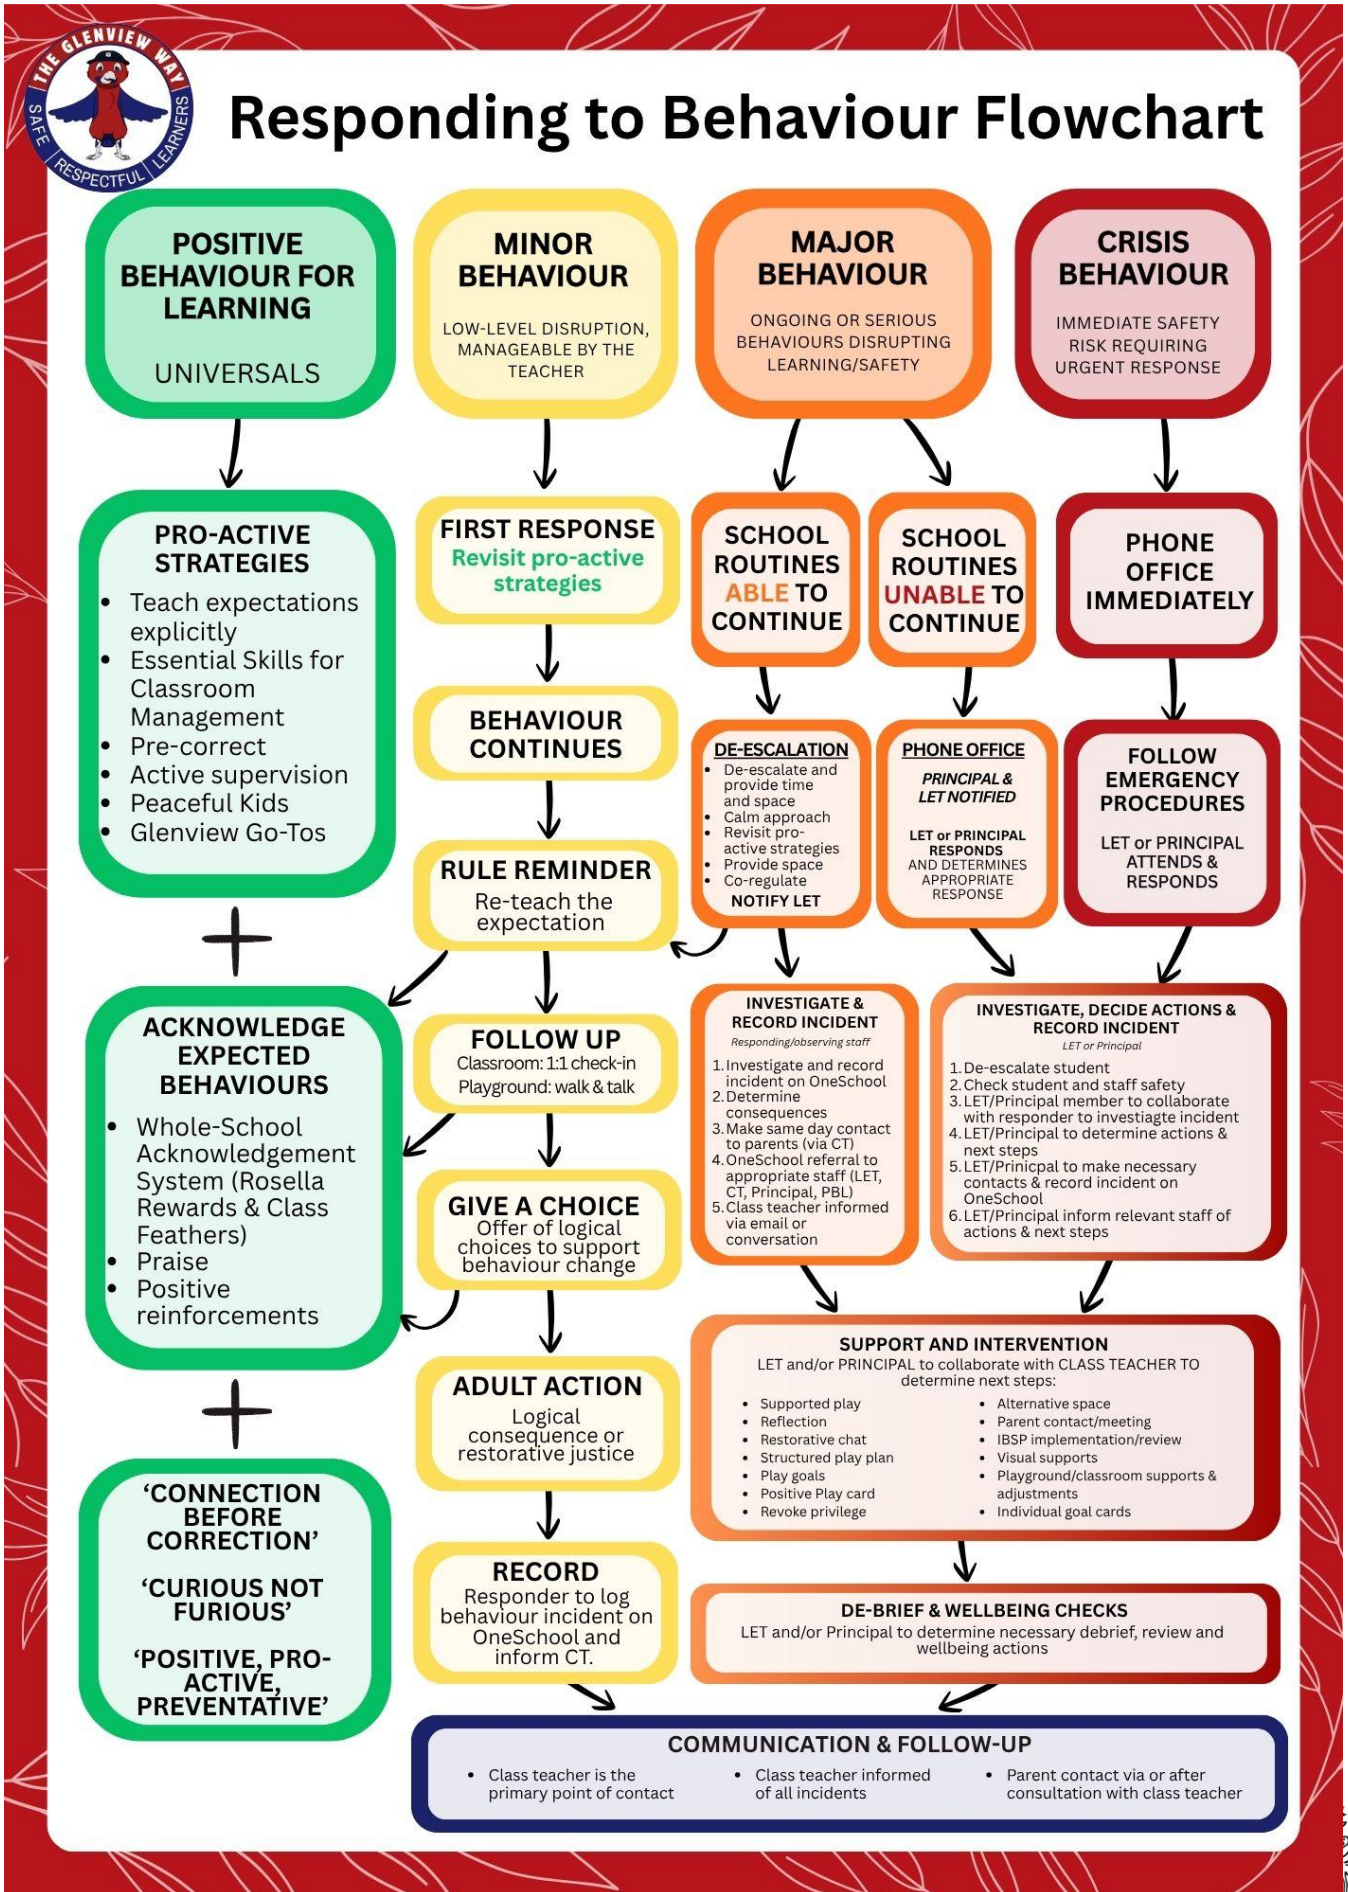 THE GLENVIEW WAY
SAFE
RESPECTFUL
LEARNERS
Responding to Behaviour Flowchart
POSITIVE
BEHAVIOUR FOR
LEARNING
UNIVERSALS
PRO-ACTIVE
STRATEGIES
• Teach expectations
explicitly
• Essential Skills for
Classroom
Management
• Pre-correct
• Active supervision
• Peaceful Kids
• Glenview Go-Tos
+
ACKNOWLEDGE
EXPECTED
BEHAVIOURS
• Whole-School
Acknowledgement
System (Rosella
Rewards & Class
Feathers)
• Praise
• Positive
reinforcements
+
‘CONNECTION
BEFORE
CORRECTION’
‘CURIOUS NOT
FURIOUS’
‘POSITIVE, PRO-
ACTIVE,
PREVENTATIVE’
MINOR
BEHAVIOUR
LOW-LEVEL DISRUPTION,
MANAGEABLE BY THE
TEACHER
FIRST RESPONSE
Revisit pro-active
strategies
BEHAVIOUR
CONTINUES
RULE REMINDER
Re-teach the
expectation
FOLLOW UP
Classroom: 1:1 check-in
Playground: walk & talk
GIVE A CHOICE
Offer of logical
choices to support
behaviour change
ADULT ACTION
Logical
consequence or
restorative justice
RECORD
Responder to log
behaviour incident on
OneSchool and
inform CT.
MAJOR
BEHAVIOUR
ONGOING OR SERIOUS
BEHAVIOURS DISRUPTING
LEARNING/SAFETY
SCHOOL
ROUTINES
ABLE TO
CONTINUE
DE-ESCALATION
• De-escalate and
provide time
and space
• Calm approach
• Revisit pro-
active strategies
• Provide space
• Co-regulate
NOTIFY LET
INVESTIGATE &
RECORD INCIDENT
Responding/observing staff
1. Investigate and record
incident on OneSchool
2. Determine
consequences
3. Make same day contact
to parents (via CT)
4. OneSchool referral to
appropriate staff (LET,
CT, Principal, PBL)
5. Class teacher informed
via email or
conversation
SCHOOL
ROUTINES
UNABLE TO
CONTINUE
PHONE OFFICE
PRINCIPAL &
LET NOTIFIED
LET or PRINCIPAL
RESPONDS
AND DETERMINES
APPROPRIATE
RESPONSE
CRISIS
BEHAVIOUR
IMMEDIATE SAFETY
RISK REQUIRING
URGENT RESPONSE
PHONE
OFFICE
IMMEDIATELY
FOLLOW
EMERGENCY
PROCEDURES
LET or PRINCIPAL
ATTENDS &
RESPONDS
INVESTIGATE, DECIDE ACTIONS &
RECORD INCIDENT
LET or Principal
1. De-escalate student
2. Check student and staff safety
3. LET/Principal member to collaborate
with responder to investiagte incident
4. LET/Principal to determine actions &
next steps
5. LET/Prinicpal to make necessary
contacts & record incident on
OneSchool
6. LET/Principal inform relevant staff of
actions & next steps
SUPPORT AND INTERVENTION
LET and/or PRINCIPAL to collaborate with CLASS TEACHER TO
determine next steps:
• Supported play
• Reflection
• Restorative chat
• Structured play plan
• Play goals
• Positive Play card
• Revoke privilege
• Alternative space
• Parent contact/meeting
• IBSP implementation/review
• Visual supports
• Playground/classroom supports &
adjustments
• Individual goal cards
DE-BRIEF & WELLBEING CHECKS
LET and/or Principal to determine necessary debrief, review and
wellbeing actions
COMMUNICATION & FOLLOW-UP
• Class teacher is the
primary point of contact
• Class teacher informed
of all incidents
• Parent contact via or after
consultation with class teacher